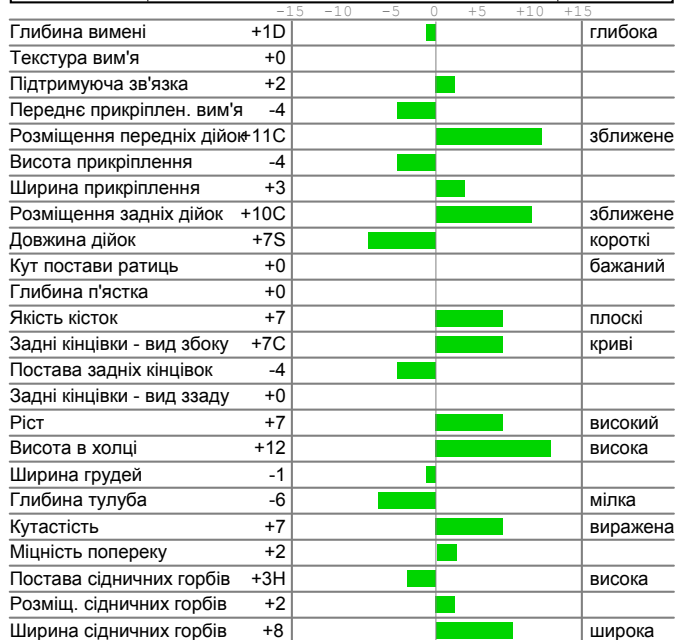 -15 -10 -5 0 +5 +10 +15
Глибина вимені +1D глибока
Текстура вим'я +0
Підтримуюча зв'язка +2
Переднє прикріплен. вим'я -4
Розміщення передніх дійок +11C зближене
Висота прикріплення -4
Ширина прикріплення +3
Розміщення задніх дійок +10C зближене
Довжина дійок +7S короткі
Кут постави ратиць +0 бажаний
Глибина п'ястка +0
Якість кісток +7 плоскі
Задні кінцівки - вид збоку +7C криві
Постава задніх кінцівок -4
Задні кінцівки - вид ззаду +0
Ріст +7 високий
Висота в холці +12 висока
Ширина грудей -1
Глибина тулуба -6 мілка
Кутастість +7 виражена
Міцність попереку +2
Постава сідничних горбів +3H висока
Розміщ. сідничних горбів +2
Ширина сідничних горбів +8 широка